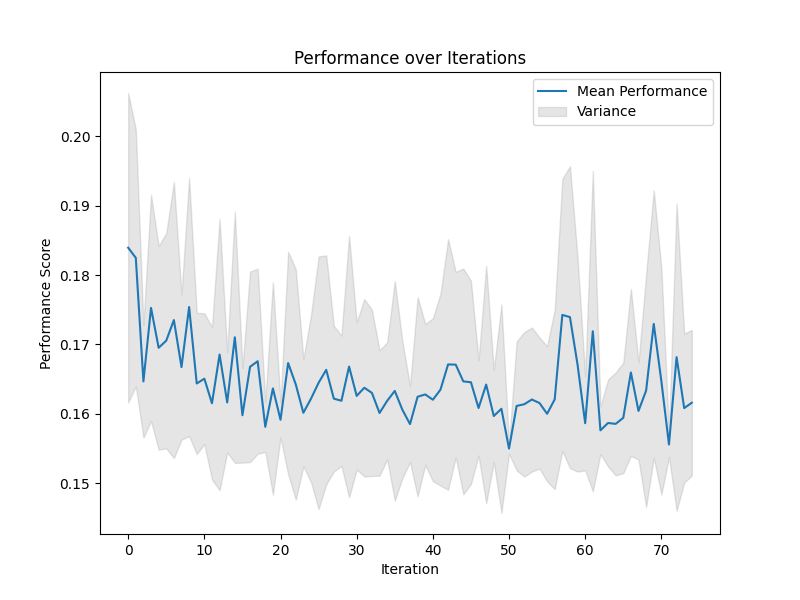 Performance over Iterations
Mean Performance
Variance
Performance Score
0.20
0.19
0.18
0.17
0.16
0.15
0 10 20 30 40 50 60 70
Iteration